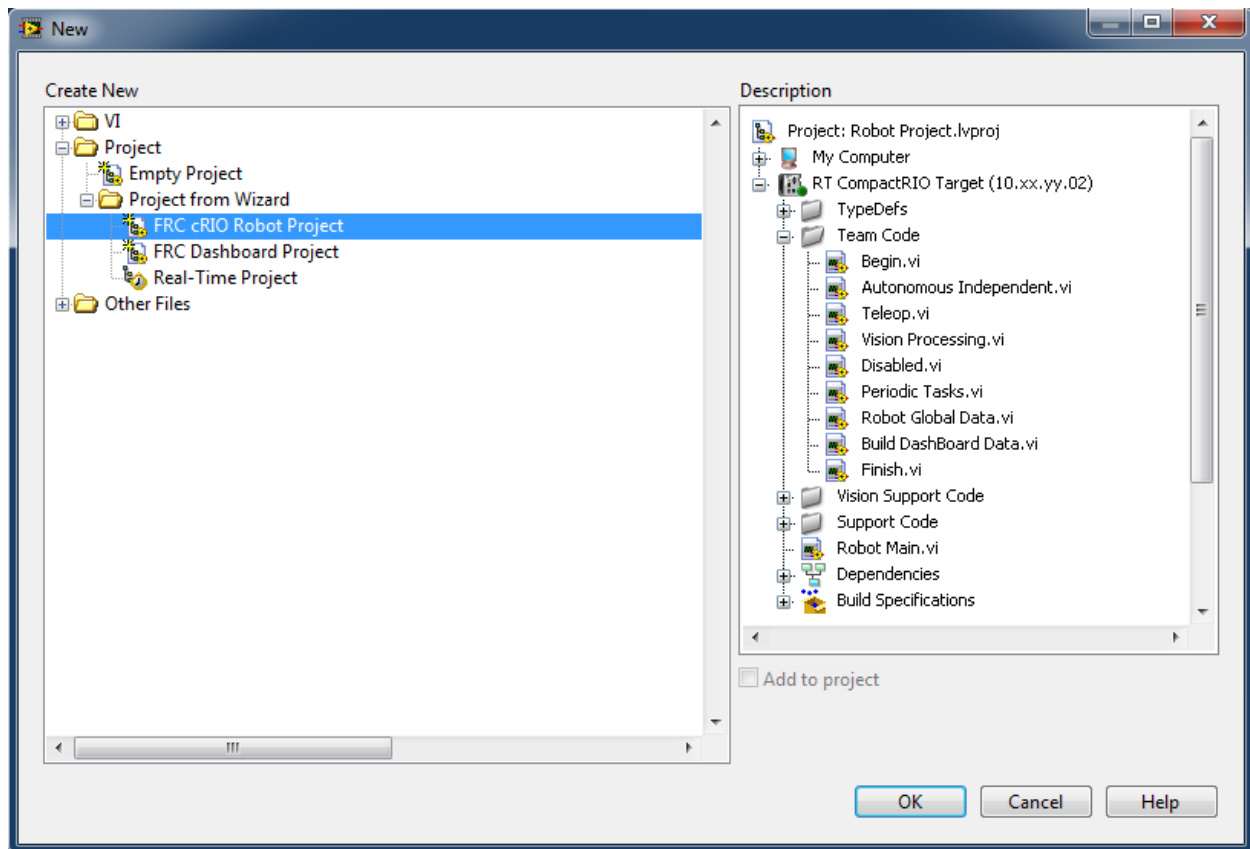 New
Create New
VI
Project
Empty Project
Project from Wizard
FRC cRIO Robot Project
FRC Dashboard Project
Real-Time Project
Other Files
Description
Project: Robot Project.lvproj
My Computer
RT CompactRIO Target (10.xx.yy.02)
TypeDefs
Team Code
Begin.vi
Autonomous Independent.vi
Teleop.vi
Vision Processing.vi
Disabled.vi
Periodic Tasks.vi
Robot Global Data.vi
Build DashBoard Data.vi
Finish.vi
Vision Support Code
Support Code
Robot Main.vi
Dependencies
Build Specifications
Add to project
OK Cancel Help